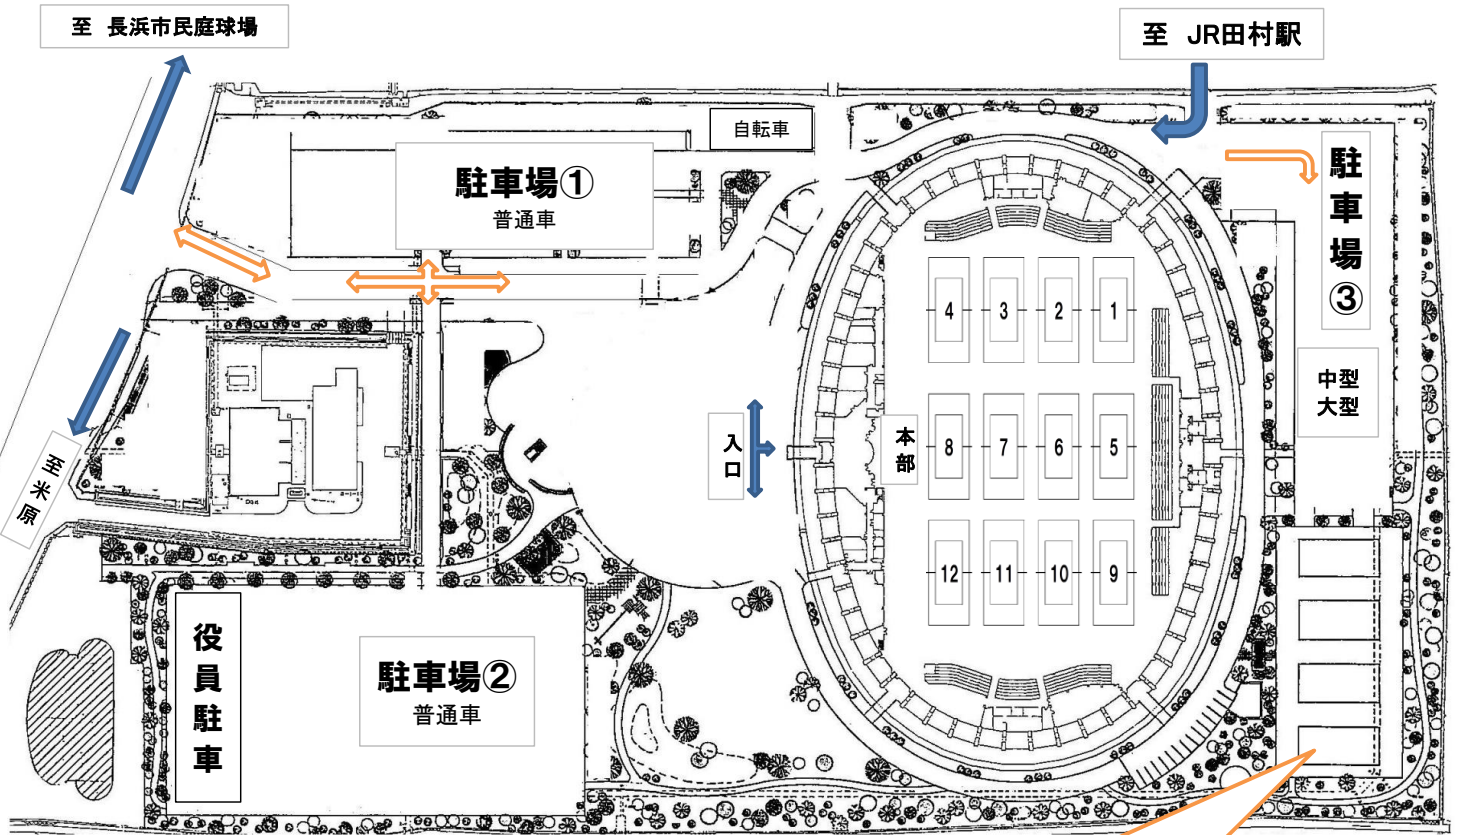 至 長浜市民庭球場
至 JR田村駅
自転車
駐車場①
普通車
駐車場③
中型
大型
4 3 2 1
入口
本部
8 7 6 5
至米原
12 11 10 9
役員駐車
駐車場②
普通車